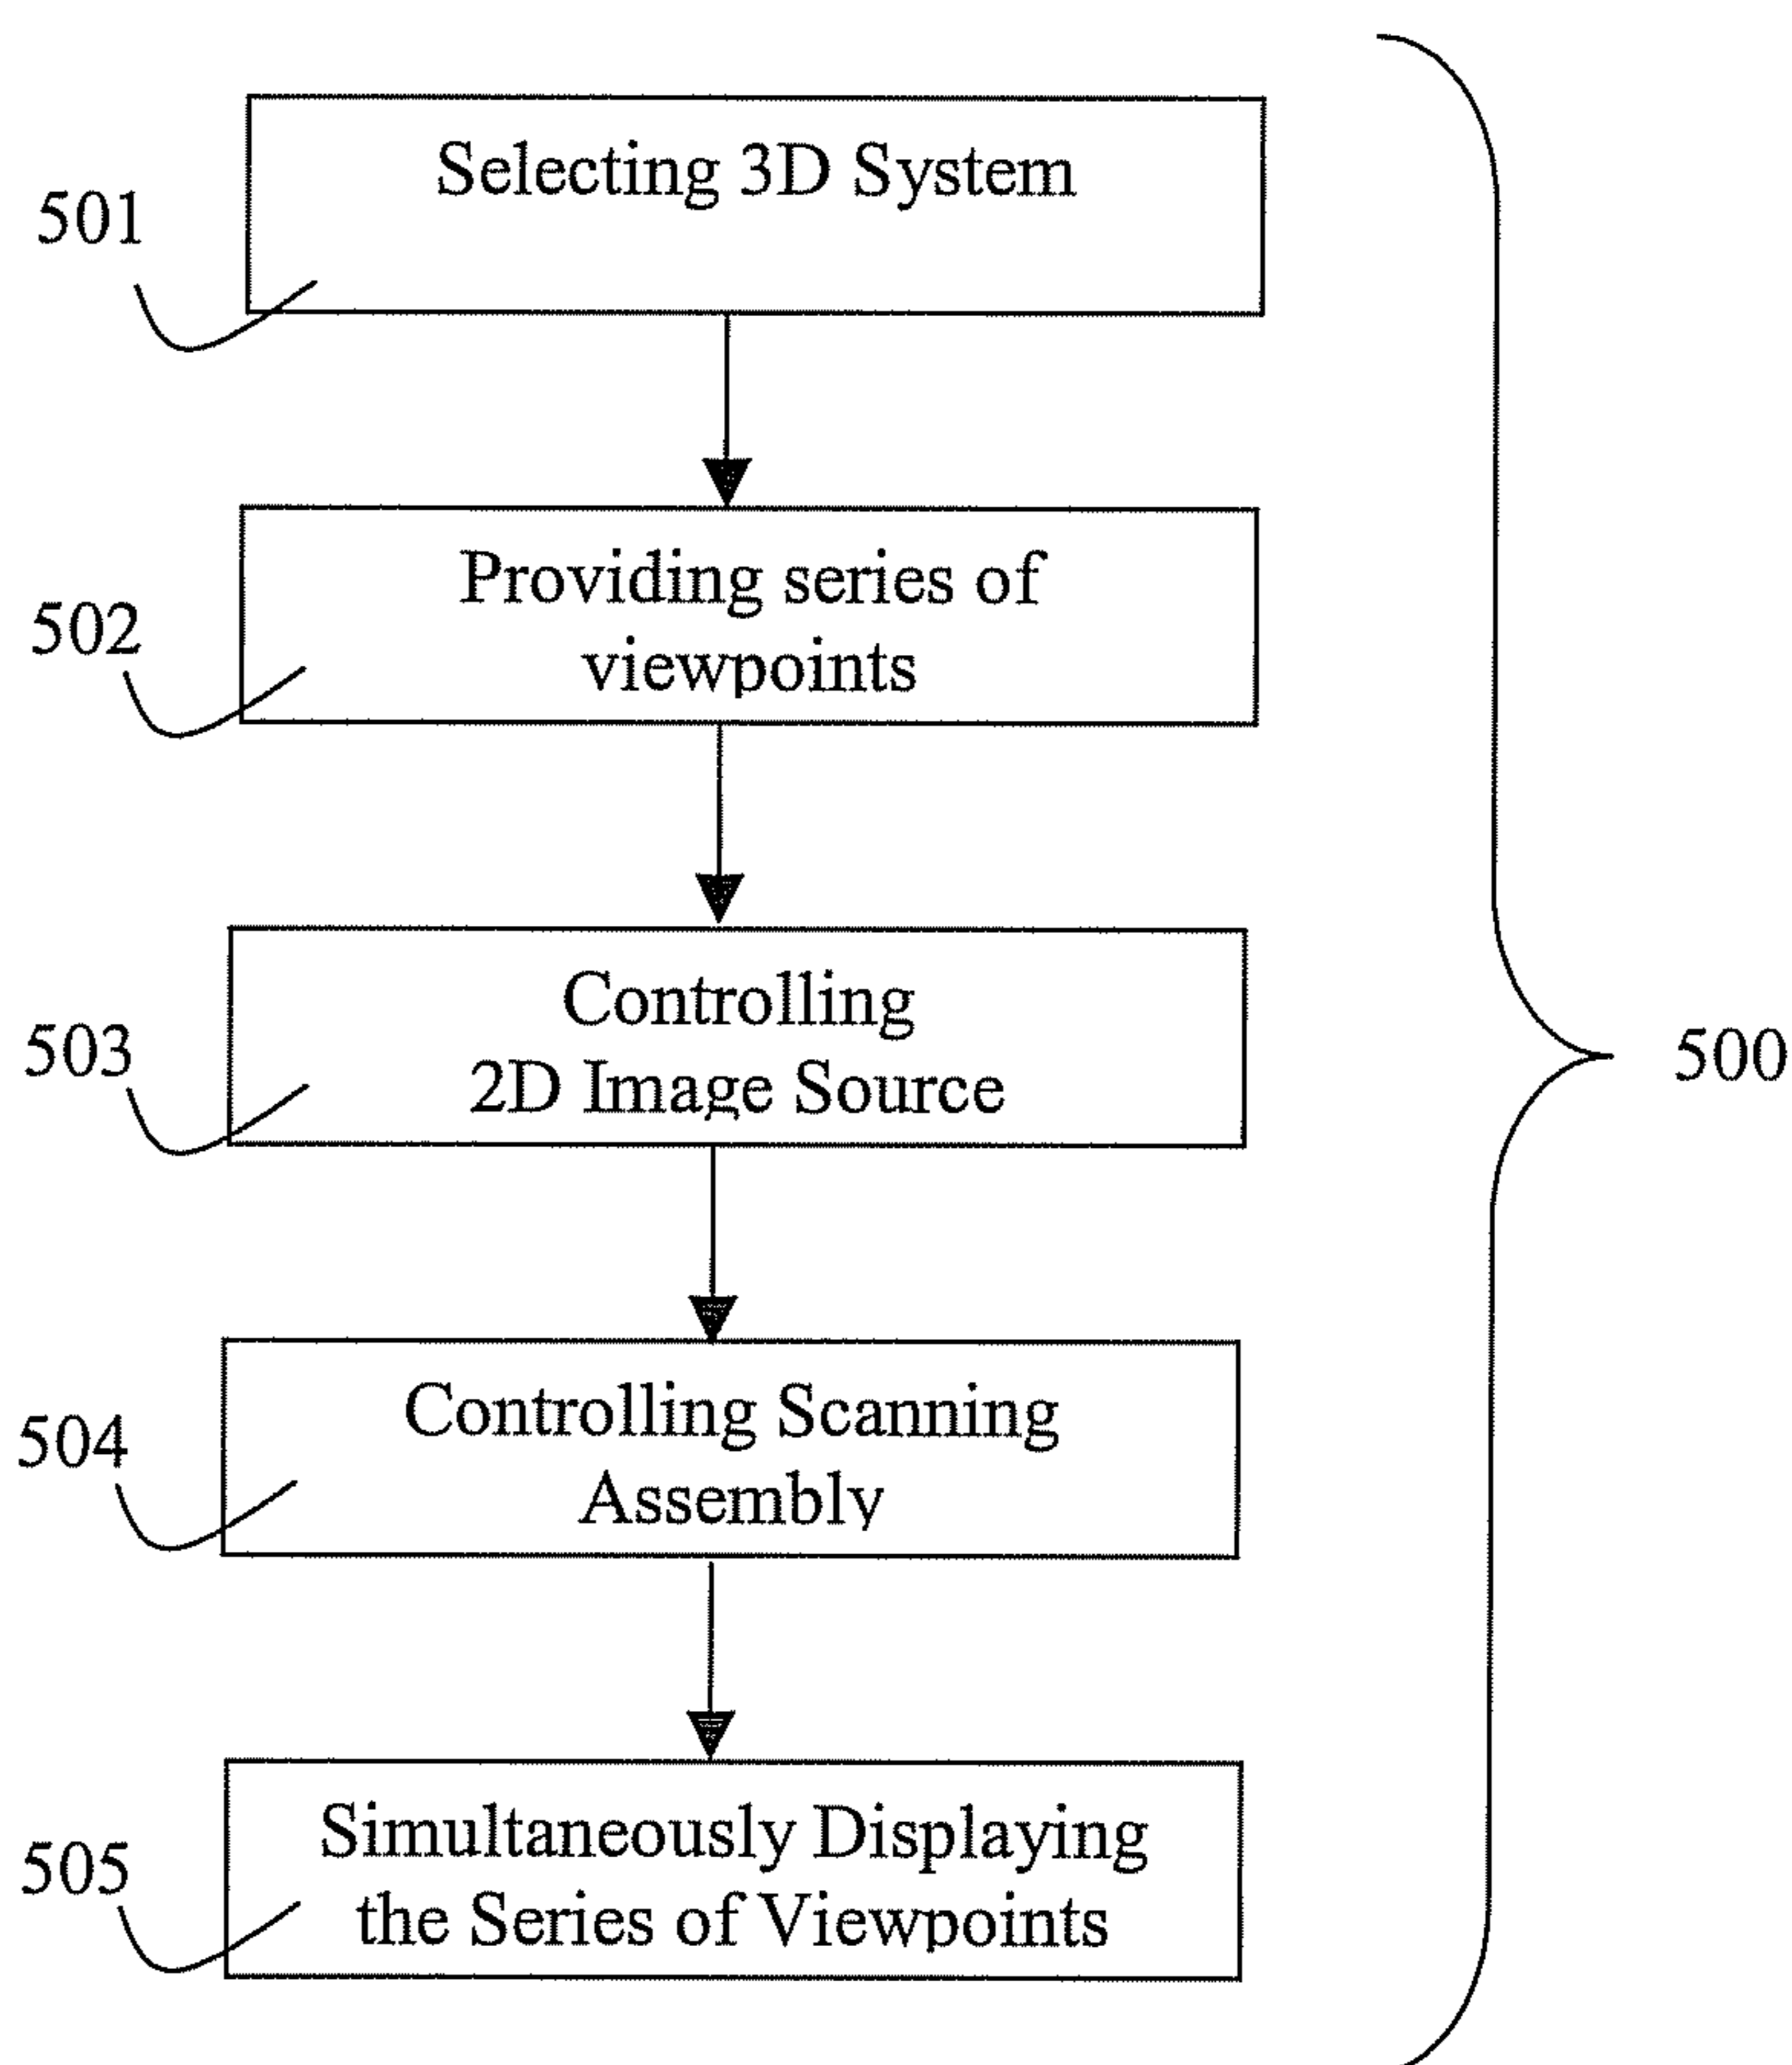 Selecting 3D System
501
Providing series of
viewpoints
502
Controlling
2D Image Source
503
500
Controlling Scanning
Assembly
504
Simultaneously Displaying
the Series of Viewpoints
505